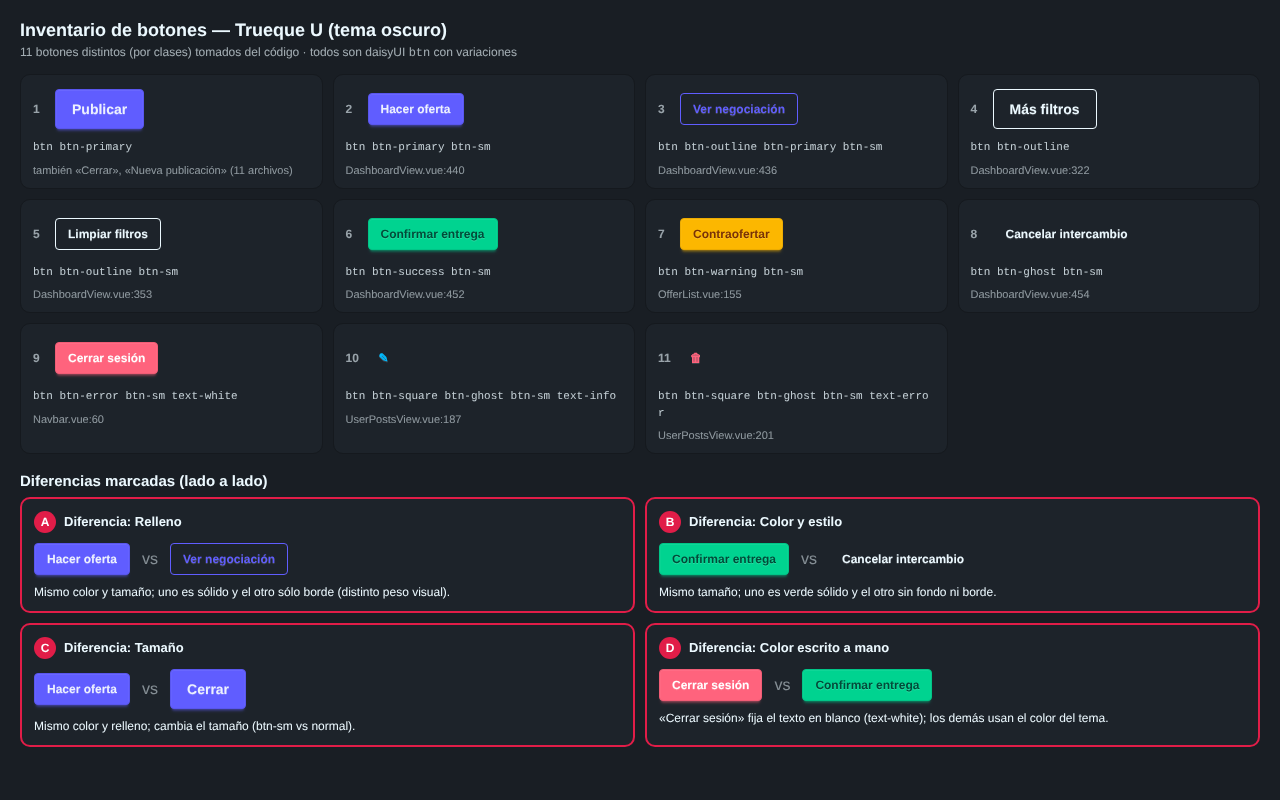 Inventario de botones — Trueque U (tema oscuro)
11 botones distintos (por clases) tomados del código · todos son daisyUI btn con variaciones
1 Publicar
btn btn-primary
también «Cerrar», «Nueva publicación» (11 archivos)
2 Hacer oferta
btn btn-primary btn-sm
DashboardView.vue:440
3 Ver negociación
btn btn-outline btn-primary btn-sm
DashboardView.vue:436
4 Más filtros
btn btn-outline
DashboardView.vue:322
5 Limpiar filtros
btn btn-outline btn-sm
DashboardView.vue:353
6 Confirmar entrega
btn btn-success btn-sm
DashboardView.vue:452
7 Contraofertar
btn btn-warning btn-sm
OfferList.vue:155
8 Cancelar intercambio
btn btn-ghost btn-sm
DashboardView.vue:454
9 Cerrar sesión
btn btn-error btn-sm text-white
Navbar.vue:60
10 ✎
btn btn-square btn-ghost btn-sm text-info
UserPostsView.vue:187
11 🗑
btn btn-square btn-ghost btn-sm text-erro
r
UserPostsView.vue:201
Diferencias marcadas (lado a lado)
A Diferencia: Relleno
Hacer oferta VS Ver negociación
Mismo color y tamaño; uno es sólido y el otro sólo borde (distinto peso visual).
B Diferencia: Color y estilo
Confirmar entrega VS Cancelar intercambio
Mismo tamaño; uno es verde sólido y el otro sin fondo ni borde.
C Diferencia: Tamaño
Hacer oferta VS Cerrar
Mismo color y relleno; cambia el tamaño (btn-sm vs normal).
D Diferencia: Color escrito a mano
Cerrar sesión VS Confirmar entrega
«Cerrar sesión» fija el texto en blanco (text-white); los demás usan el color del tema.